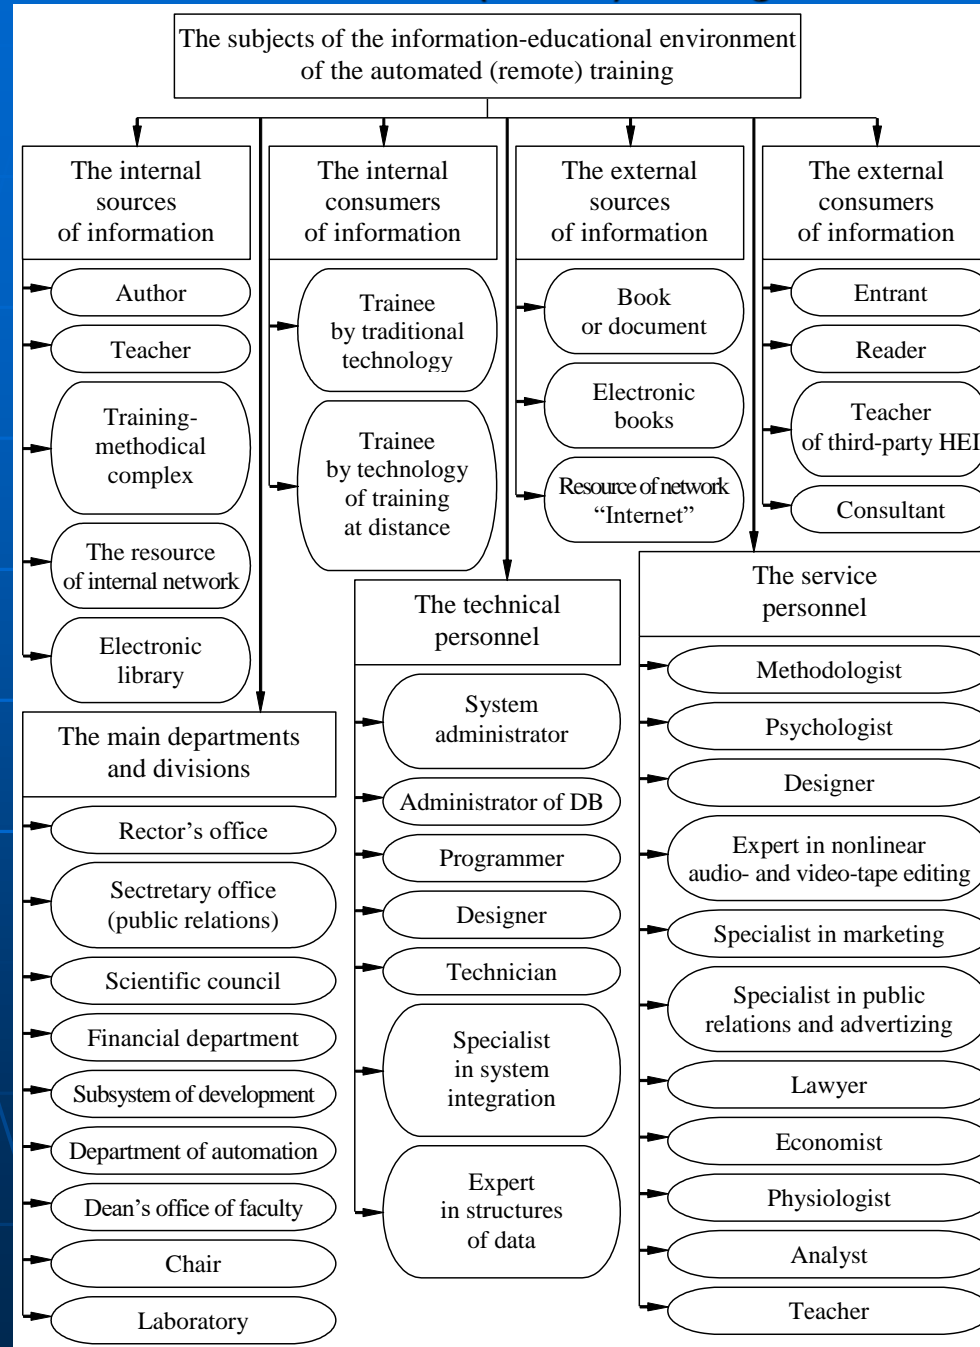 The subjects of the information-educational environment
of the automated (remote) training
The internal
sources
of information
Author
Teacher
Training-
methodical
complex
The resource
of internal network
Electronic
library
The internal
consumers
of information
Trainee
by traditional
technology
Trainee
by technology
of training
at distance
The external
sources
of information
Book
or document
Electronic
books
Resource of network
“Internet”
The external
consumers
of information
Entrant
Reader
Teacher
of third-party HEI
Consultant
The main departments
and divisions
Rector’s office
Sectretary office
(public relations)
Scientific council
Financial department
Subsystem of development
Department of automation
Dean’s office of faculty
Chair
Laboratory
The technical
personnel
System
administrator
Administrator of DB
Programmer
Designer
Technician
Specialist
in system
integration
Expert
in structures
of data
The service
personnel
Methodologist
Psychologist
Designer
Expert in nonlinear
audio- and video-tape editing
Specialist in marketing
Specialist in public
relations and advertizing
Lawyer
Economist
Physiologist
Analyst
Teacher